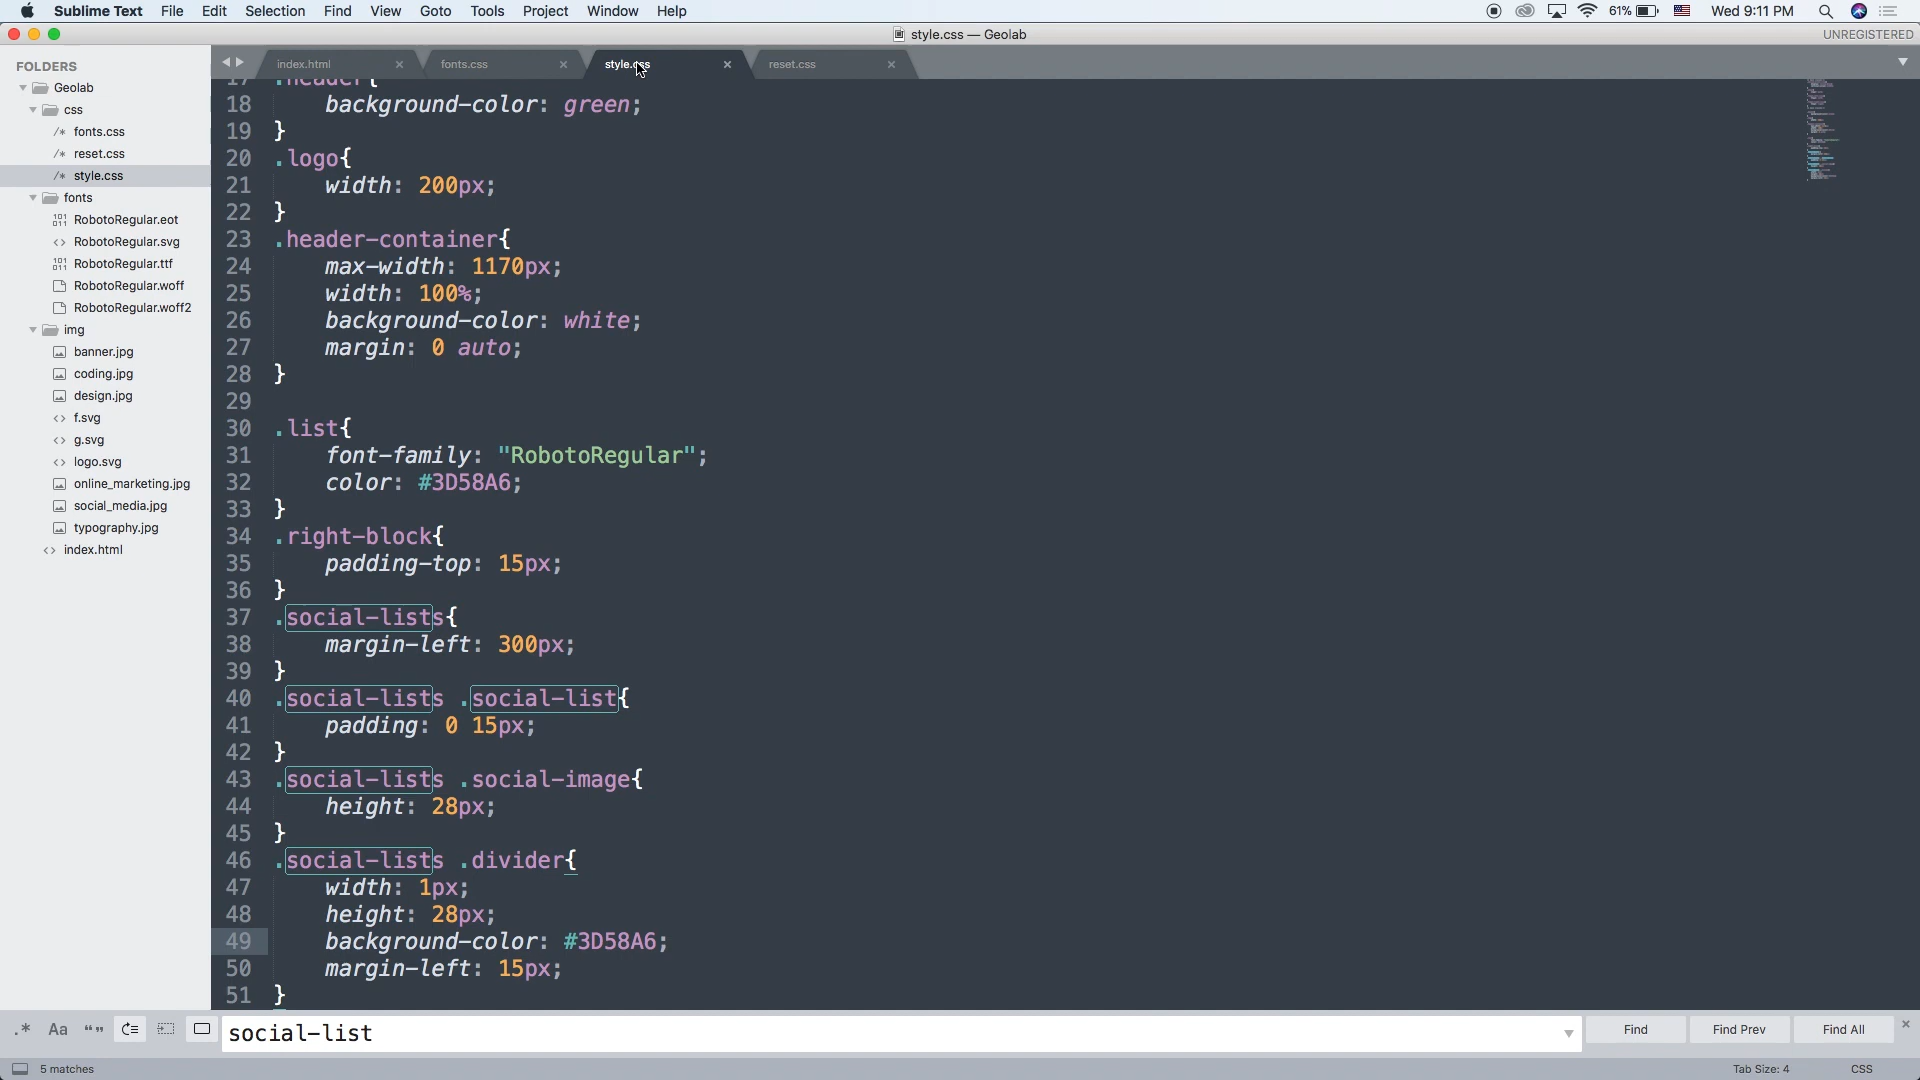 Sublime Text File Edit Selection Find View Goto Tools Project Window Help 61% Wed 9:11 PM
style.css — Geolab UNREGISTERED
FOLDERS
Geolab
css
/* fonts.css
/* reset.css
/* style.css
fonts
RobotoRegular.eot
<> RobotoRegular.svg
RobotoRegular.ttf
RobotoRegular.woff
RobotoRegular.woff2
img
banner.jpg
coding.jpg
design.jpg
<> f.svg
<> g.svg
<> logo.svg
online_marketing.jpg
social_media.jpg
typography.jpg
<> index.html
index.html × fonts.css × style.css × reset.css ×
17 .header{
18 background-color: green;
19 }
20 .logo{
21 width: 200px;
22 }
23 .header-container{
24 max-width: 1170px;
25 width: 100%;
26 background-color: white;
27 margin: 0 auto;
28 }
29
30 .list{
31 font-family: "RobotoRegular";
32 color: #3D58A6;
33 }
34 .right-block{
35 padding-top: 15px;
36 }
37 .social-lists{
38 margin-left: 300px;
39 }
40 .social-lists .social-list{
41 padding: 0 15px;
42 }
43 .social-lists .social-image{
44 height: 28px;
45 }
46 .social-lists .divider{
47 width: 1px;
48 height: 28px;
49 background-color: #3D58A6;
50 margin-left: 15px;
51 }
.* Aa “” social-list Find Find Prev Find All ×
5 matches Tab Size: 4 CSS